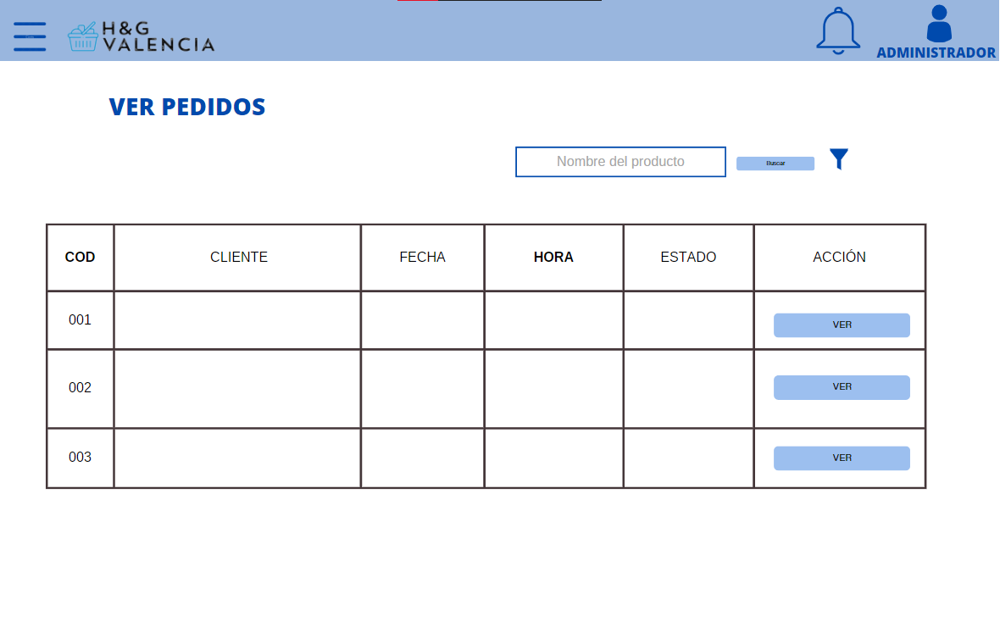 H&G
VALENCIA
ADMINISTRADOR
VER PEDIDOS
Nombre del producto
Buscar
COD CLIENTE FECHA HORA ESTADO ACCIÓN
001 VER
002 VER
003 VER